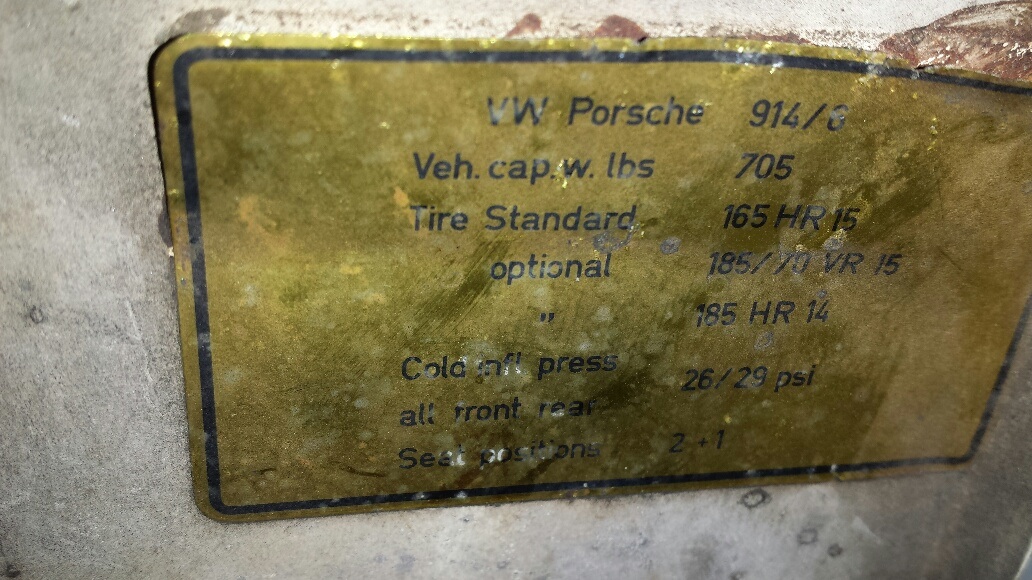 VW Porsche 914/8
Veh. cap. w. lbs 705
Tire Standard 165 HR 15
optional 185/70 VR 15
" 185 HR 14
Cold infl. press 26/29 psi
all front rear
Seat positions 2 + 1